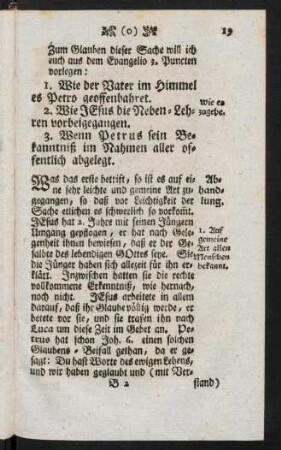 (0) 19
Zum Glauben dieser Sache will ich
euch aus dem Evangelio 3. Puncten
vorlegen:
1. Wie der Vater im Himmel
es Petro geoffenbahret.
2. Wie JEsus die Neben-Leh-
ren vorbeigegangen.
3. Wenn Petrus sein Be-
kanntniß im Nahmen aller of-
fentlich abgelegt.
wie es
zugehe.
Was das erste betrift, so ist es auf ei-
ne sehr leichte und gemeine Art zu-
gegangen, so daß vor Leichtigkeit der
Sache etlichen es schwerlich so vorkomt.
JEsus hat 2. Jahre mit seinen Jüngern
Umgang gepflogen, er hat nach Gele-
genheit ihnen bewiesen, daß er der Ge-
salbte des lebendigen GOttes seye. Sie
die Jünger haben sich allezeit für ihn er-
klärt. Inzwischen hatten sie die rechte
vollkommene Erkenntniß, wie hernach,
noch nicht. JEsus arbeitete in allem
darauf, daß ihr Glaube völlig werde, er
betete vor sie, und sie trafen ihn nach
Luca um diese Zeit im Gebet an. Pe-
trus hat schon Joh. 6. einen solchen
Glaubens-Beifall gethan, da er ge-
sagt: Du hast Worte des ewigen Lebens,
und wir haben geglaubt und (mit Ver-
Ab-
hand-
lung.
1. Auf
gemeine
Art allen
Menschen
bekannt.
B 2 stand)